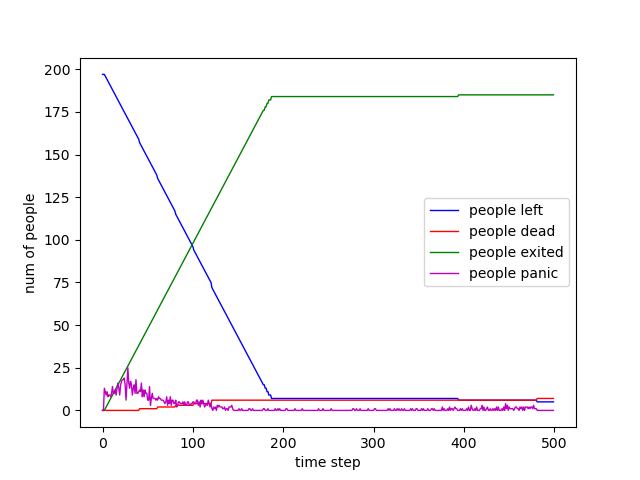 200
175
150
125
100
75
50
25
0
num of people
people left
people dead
people exited
people panic
0 100 200 300 400 500
time step